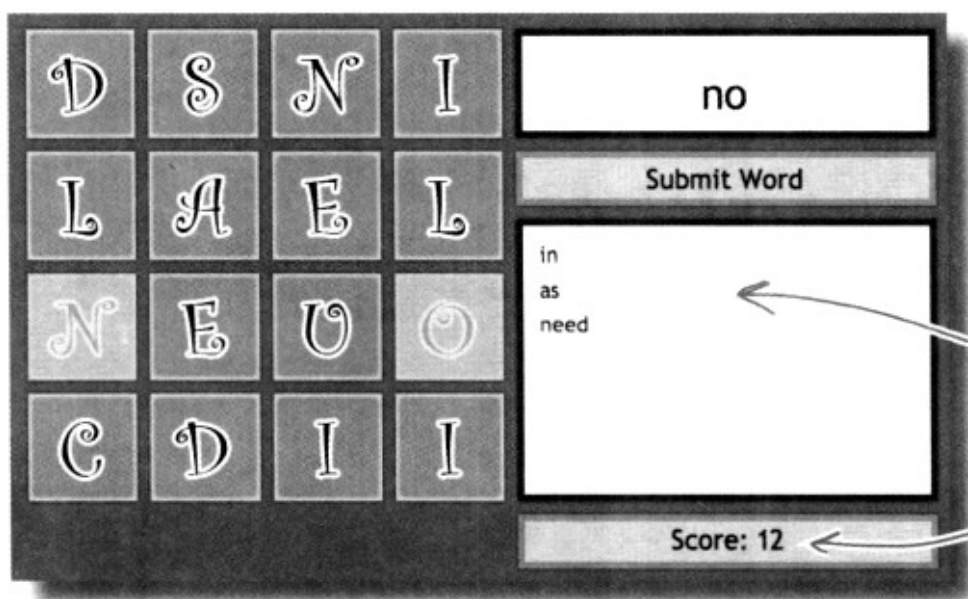 D S N I
L A E L
N E U O
C D I I
no
Submit Word
in
as
need
Score: 12